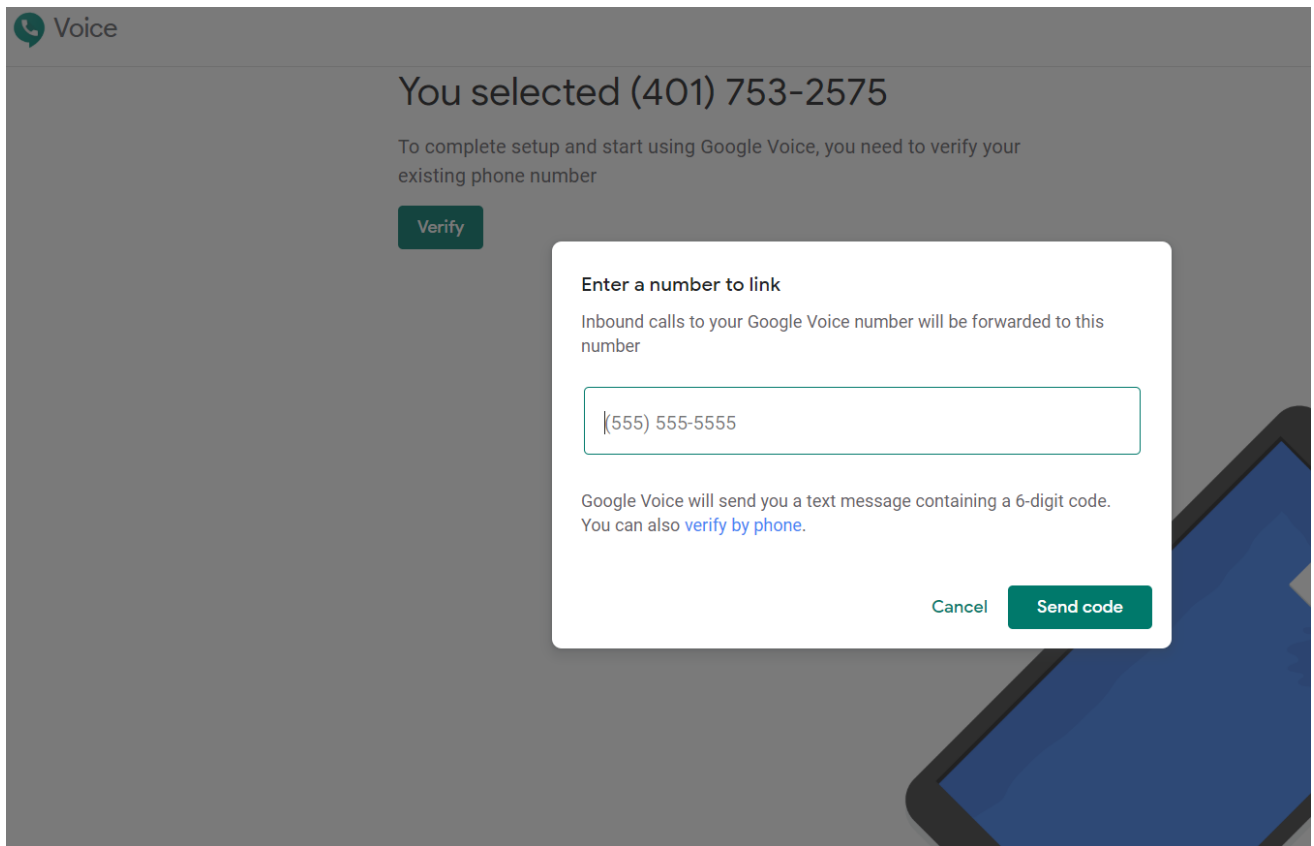 Voice
You selected (401) 753-2575
To complete setup and start using Google Voice, you need to verify your
existing phone number
Verify
Enter a number to link
Inbound calls to your Google Voice number will be forwarded to this
number
(555) 555-5555
Google Voice will send you a text message containing a 6-digit code.
You can also verify by phone.
Cancel Send code